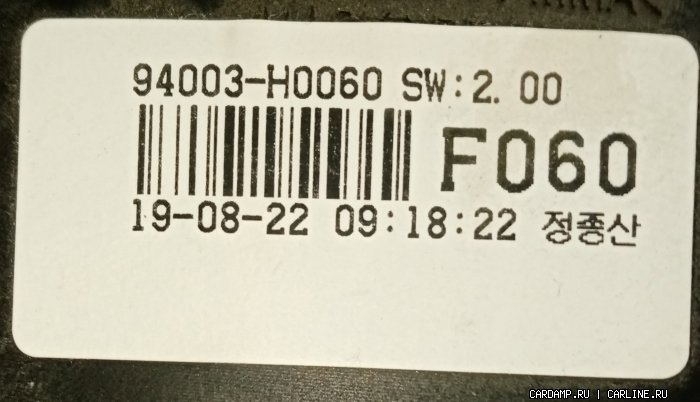 94003-H0060 SW:2.00
F060
19-08-22 09:18:22 정종산
CARDAMP.RU | CARLINE.RU